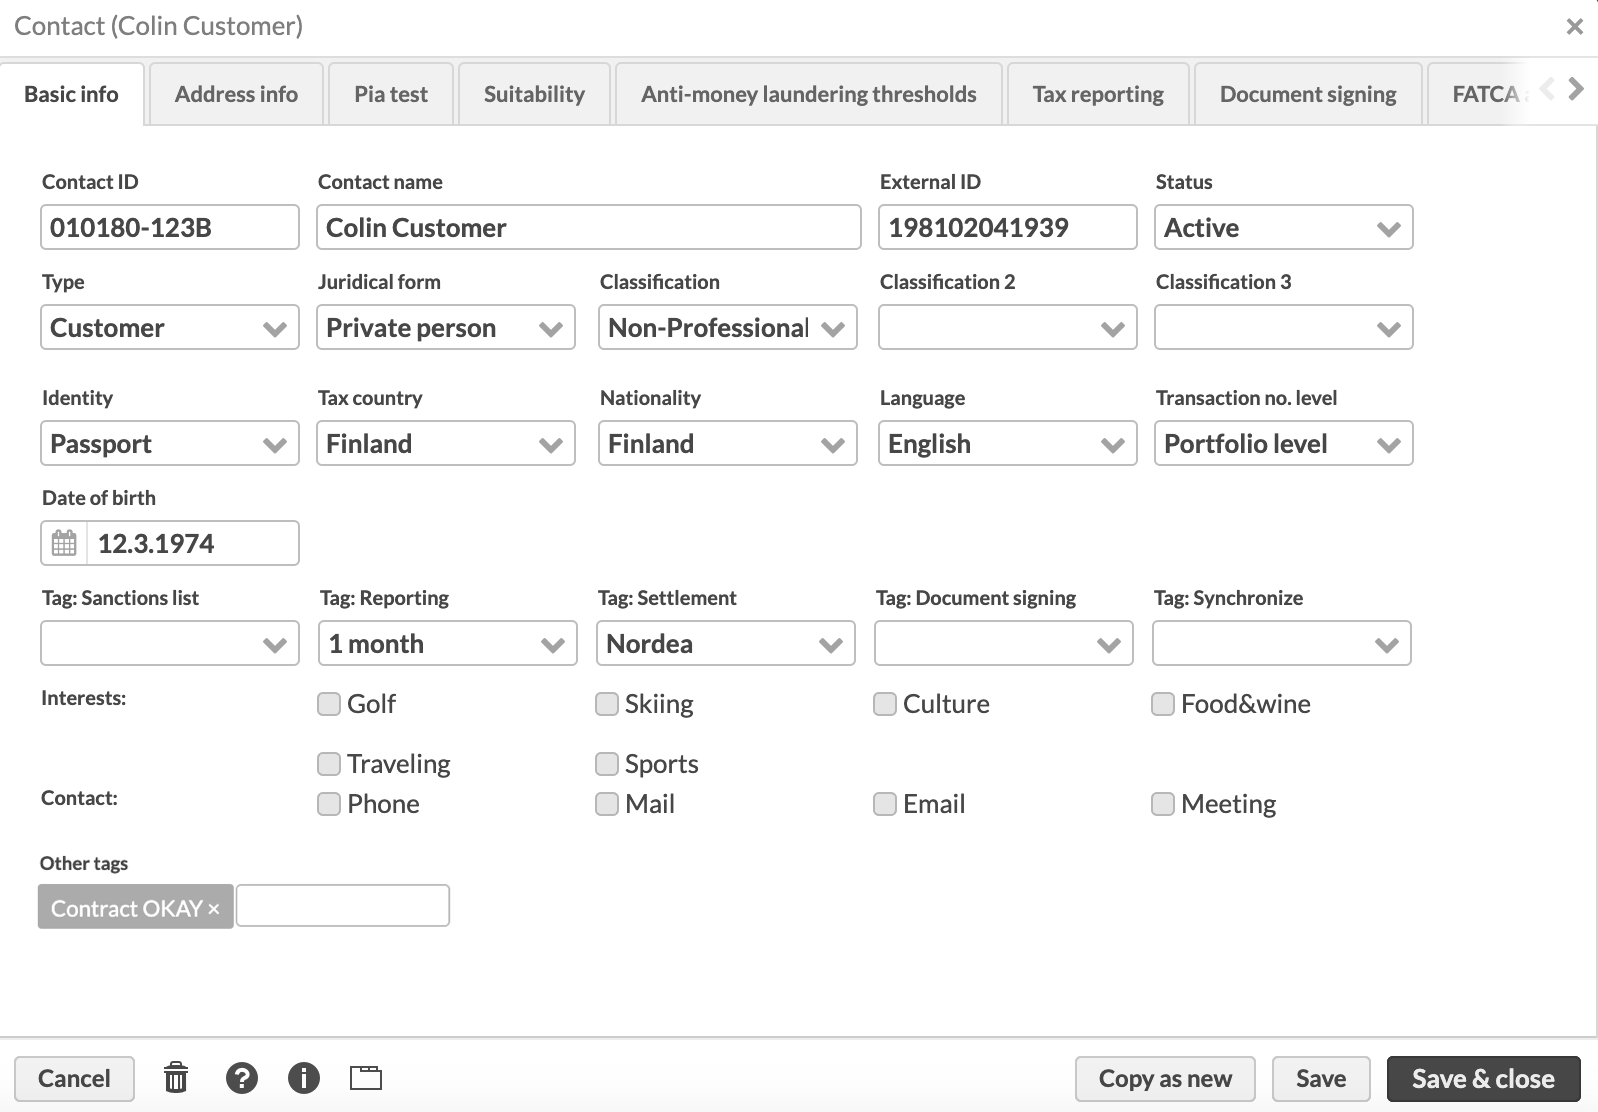 Contact (Colin Customer)
Basic info Address info Pia test Suitability Anti-money laundering thresholds Tax reporting Document signing FATCA
Contact ID Contact name External ID Status
010180-123B Colin Customer 198102041939 Active
Type Juridical form Classification Classification 2 Classification 3
Customer Private person Non-Professional
Identity Tax country Nationality Language Transaction no. level
Passport Finland Finland English Portfolio level
Date of birth
12.3.1974
Tag: Sanctions list Tag: Reporting Tag: Settlement Tag: Document signing Tag: Synchronize
1 month Nordea
Interests: Golf Skiing Culture Food&wine
Traveling Sports
Contact: Phone Mail Email Meeting
Other tags
Contract OKAY ×
Cancel Copy as new Save Save & close